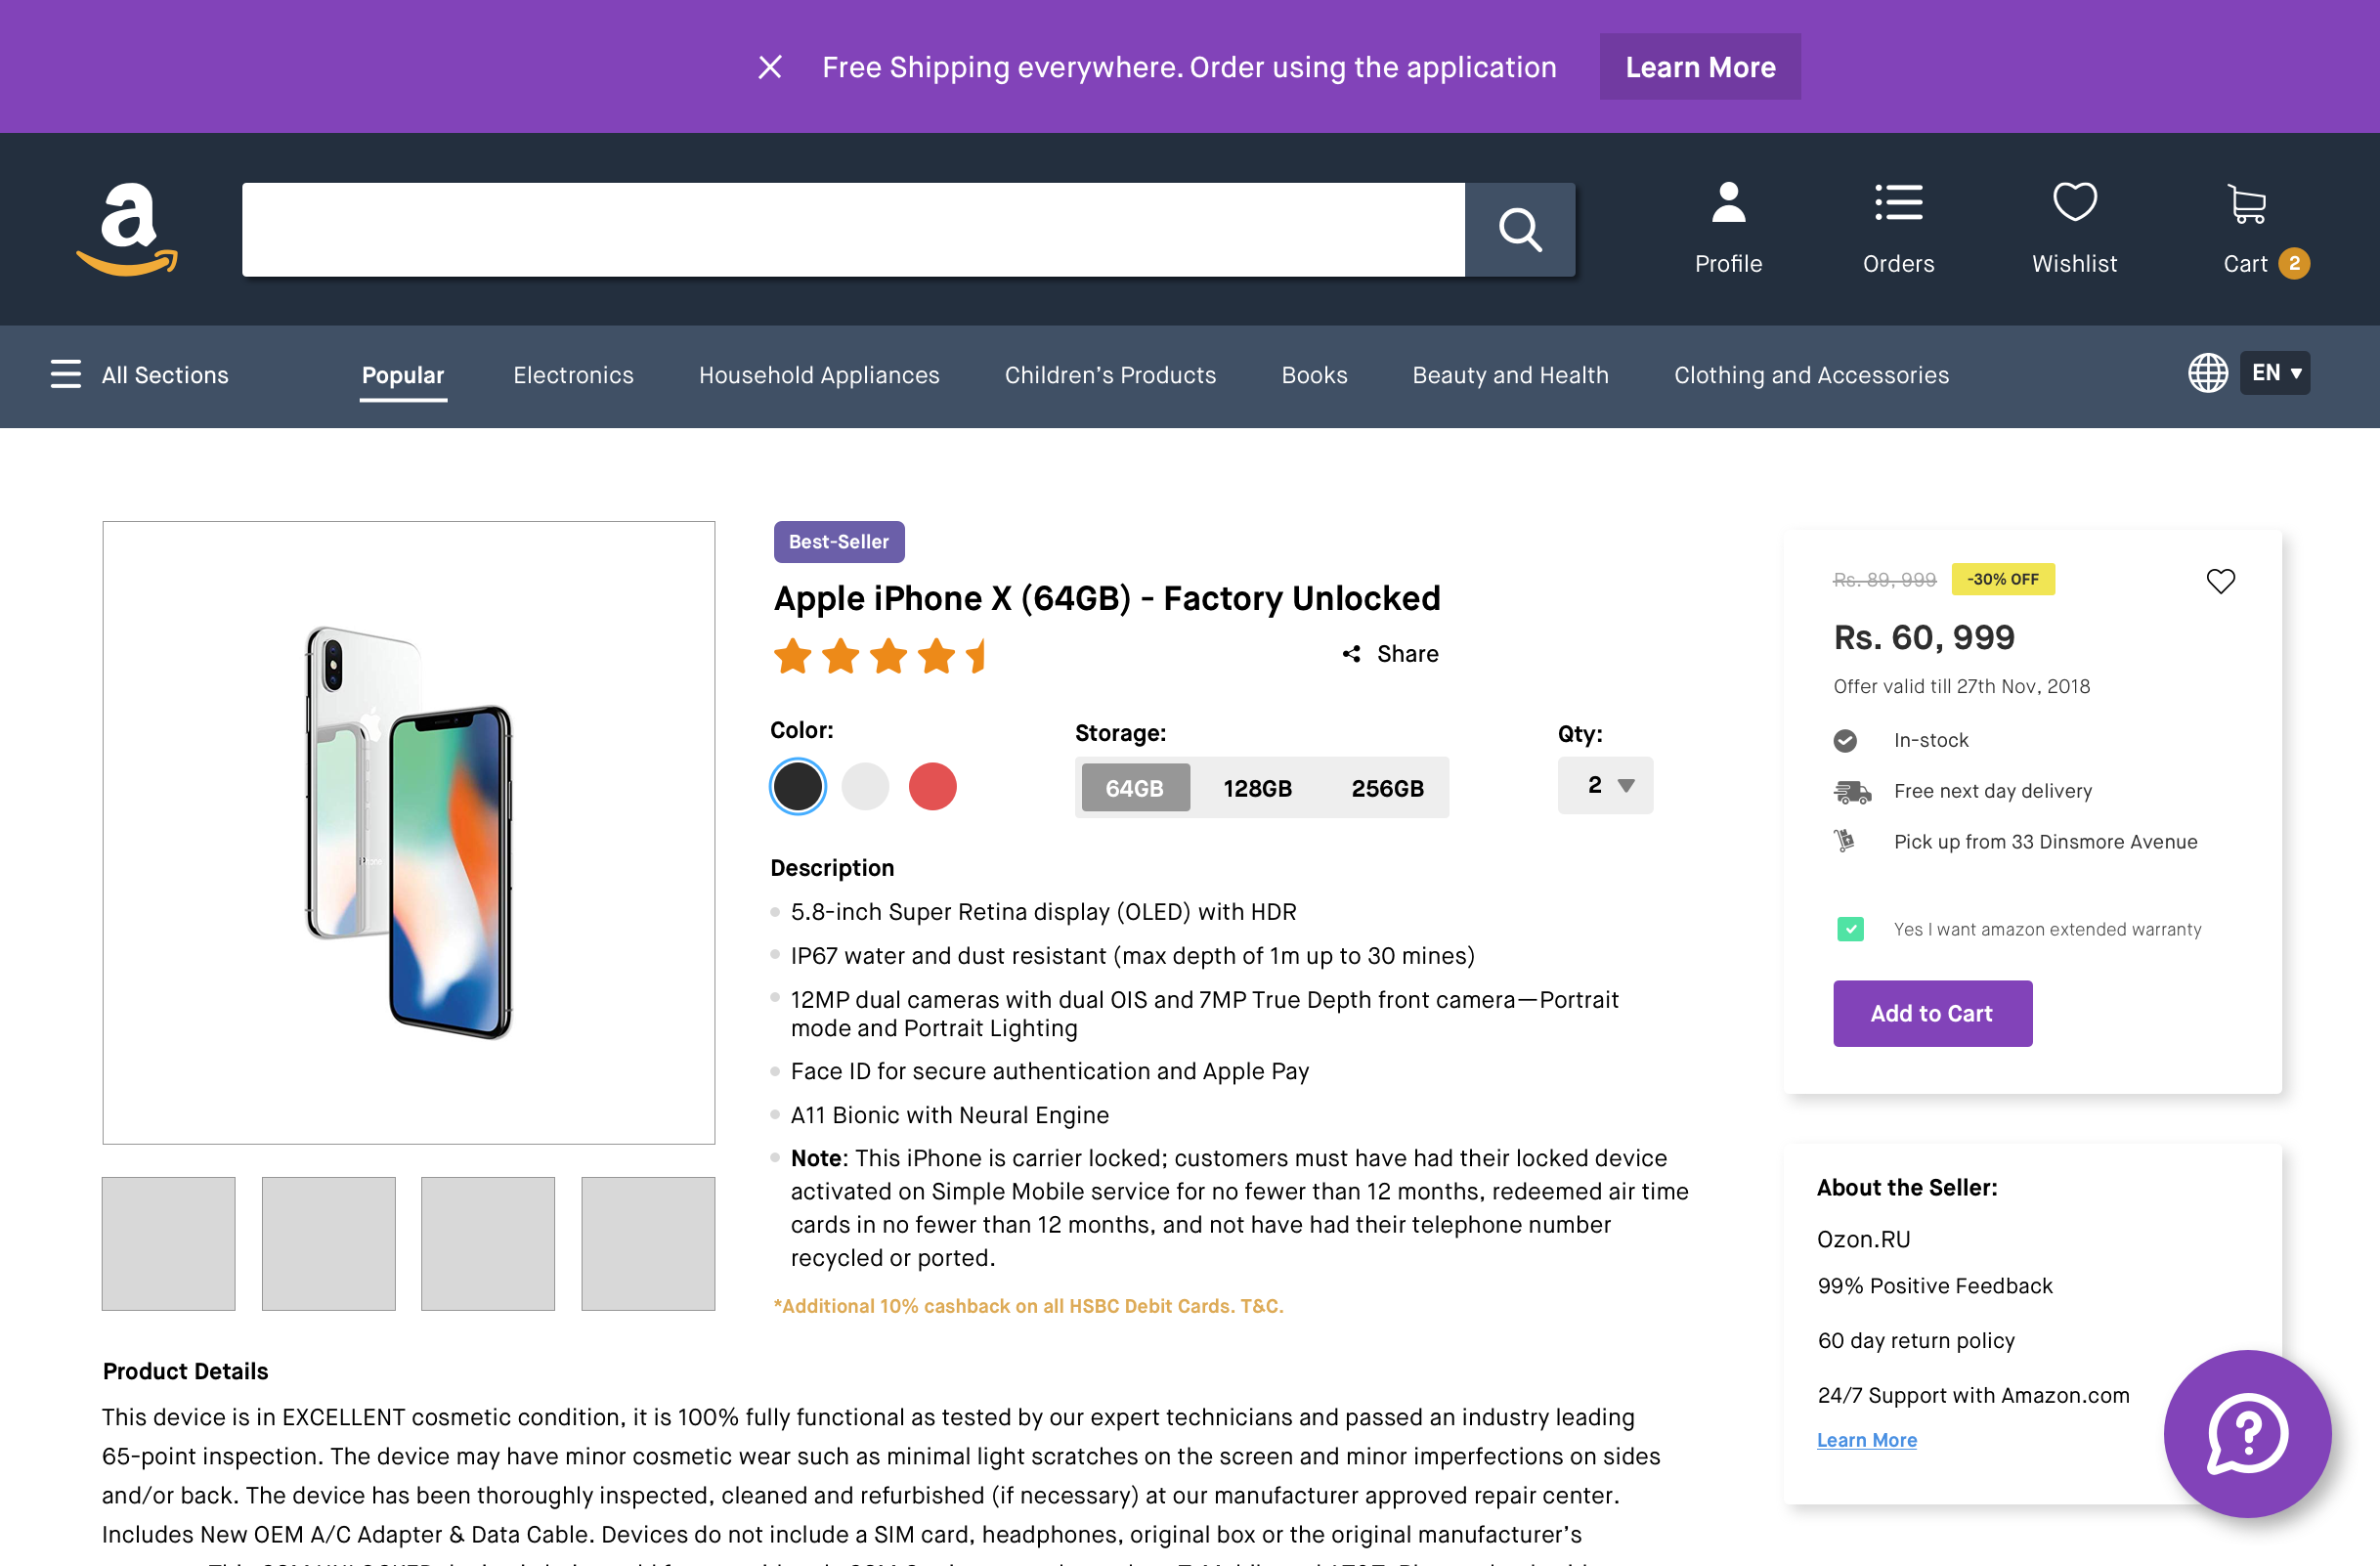 Free Shipping everywhere. Order using the application
Learn More
a
Profile
Orders
Wishlist
Cart 2
All Sections
Popular
Electronics
Household Appliances
Children’s Products
Books
Beauty and Health
Clothing and Accessories
EN
Best-Seller
Apple iPhone X (64GB) - Factory Unlocked
Share
Color:
Storage:
Qty:
64GB
128GB
256GB
2
Description
5.8-inch Super Retina display (OLED) with HDR
IP67 water and dust resistant (max depth of 1m up to 30 mines)
12MP dual cameras with dual OIS and 7MP True Depth front camera—Portrait
mode and Portrait Lighting
Face ID for secure authentication and Apple Pay
A11 Bionic with Neural Engine
Note: This iPhone is carrier locked; customers must have had their locked device
activated on Simple Mobile service for no fewer than 12 months, redeemed air time
cards in no fewer than 12 months, and not have had their telephone number
recycled or ported.
*Additional 10% cashback on all HSBC Debit Cards. T&C.
Rs. 89, 999
-30% OFF
Rs. 60, 999
Offer valid till 27th Nov, 2018
In-stock
Free next day delivery
Pick up from 33 Dinsmore Avenue
Yes I want amazon extended warranty
Add to Cart
About the Seller:
Ozon.RU
99% Positive Feedback
60 day return policy
24/7 Support with Amazon.com
Learn More
Product Details
This device is in EXCELLENT cosmetic condition, it is 100% fully functional as tested by our expert technicians and passed an industry leading
65-point inspection. The device may have minor cosmetic wear such as minimal light scratches on the screen and minor imperfections on sides
and/or back. The device has been thoroughly inspected, cleaned and refurbished (if necessary) at our manufacturer approved repair center.
Includes New OEM A/C Adapter & Data Cable. Devices do not include a SIM card, headphones, original box or the original manufacturer’s